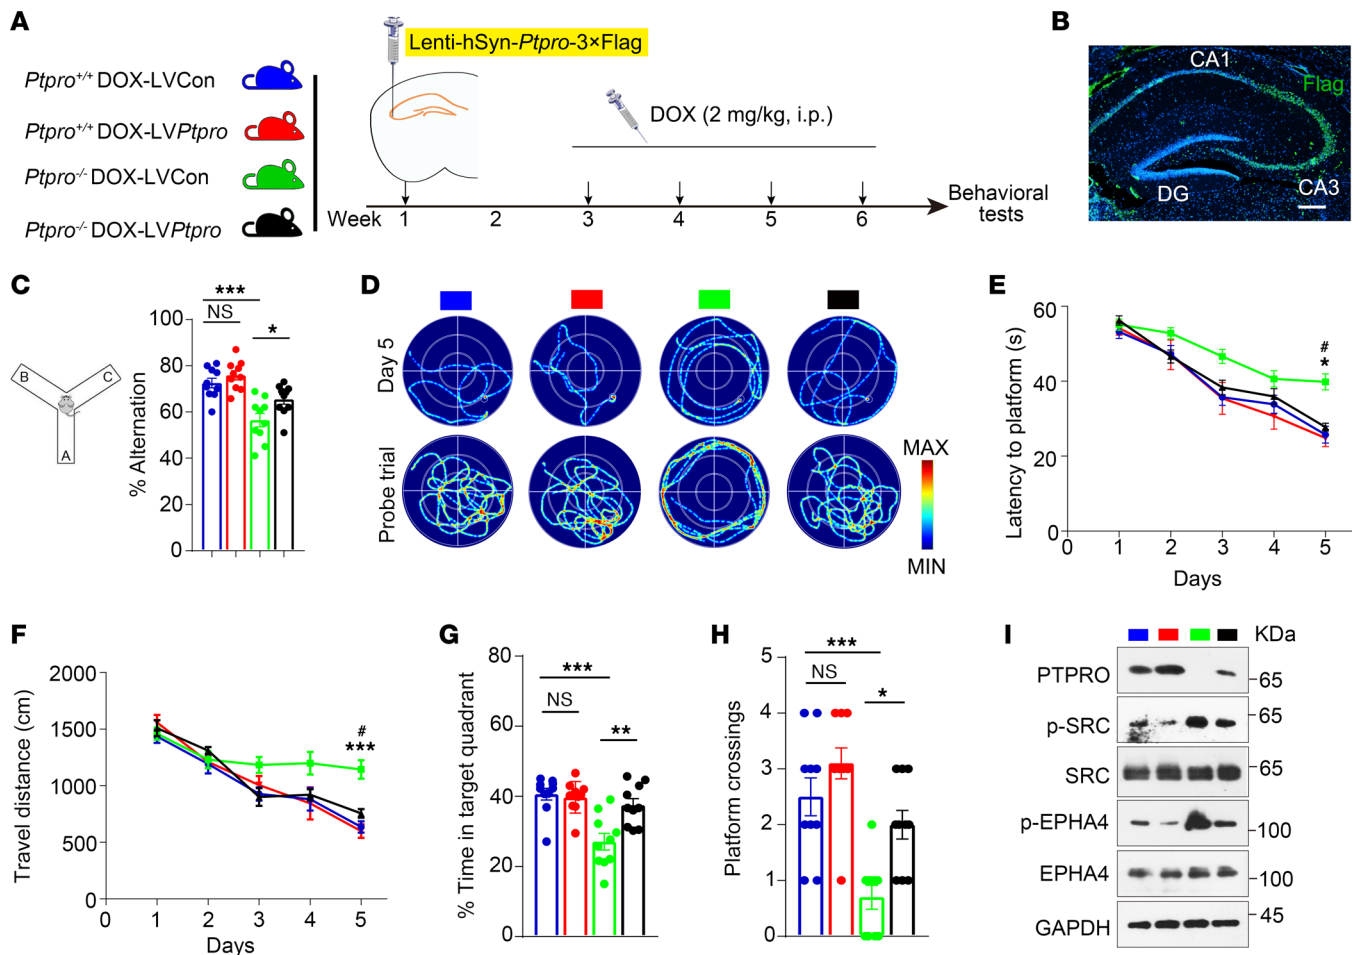 A
Ptpro+/+ DOX-LVCon
Ptpro+/+ DOX-LVPtpro
Ptpro-/- DOX-LVCon
Ptpro-/- DOX-LVPtpro
Lenti-hSyn-Ptpro-3×Flag
DOX (2 mg/kg, i.p.)
Week 1 2 3 4 5 6
Behavioral
tests
B
CA1
Flag
DG
CA3
C
B
C
A
***
NS
*
100
80
60
40
20
0
% Alternation
D
Day 5
Probe trial
MAX
MIN
E
60
40
20
0
Latency to platform (s)
#
*
0 1 2 3 4 5
Days
F
2000
1500
1000
500
0
Travel distance (cm)
#
***
0 1 2 3 4 5
Days
G
80
60
40
20
0
% Time in target quadrant
***
NS
**
H
5
4
3
2
1
0
Platform crossings
***
NS
*
I
KDa
PTPRO
65
p-SRC
65
SRC
65
p-EPHA4
100
EPHA4
100
GAPDH
45